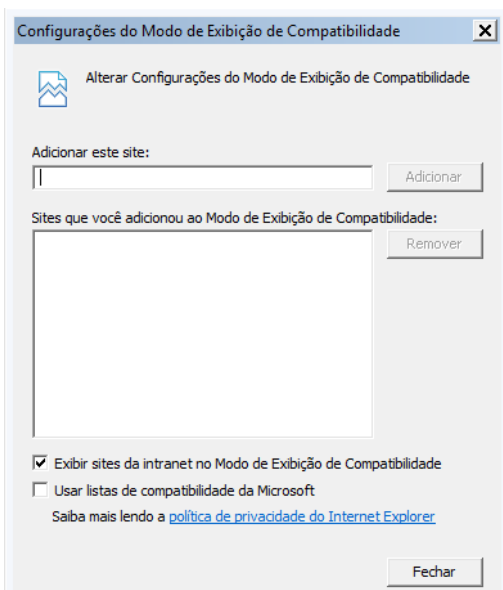 Configurações do Modo de Exibição de Compatibilidade
Alterar Configurações do Modo de Exibição de Compatibilidade
Adicionar este site:
Adicionar
Sites que você adicionou ao Modo de Exibição de Compatibilidade:
Remover
Exibir sites da intranet no Modo de Exibição de Compatibilidade
Usar listas de compatibilidade da Microsoft
Saiba mais lendo a política de privacidade do Internet Explorer
Fechar